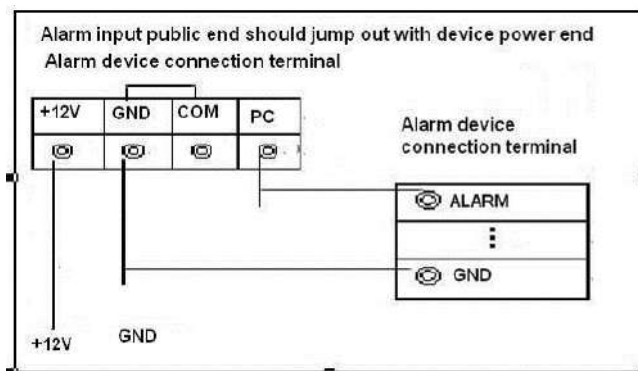 Alarm input public end should jump out with device power end
Alarm device connection terminal
+12V GND COM PC
Alarm device
connection terminal
ALARM
GND
+12V GND